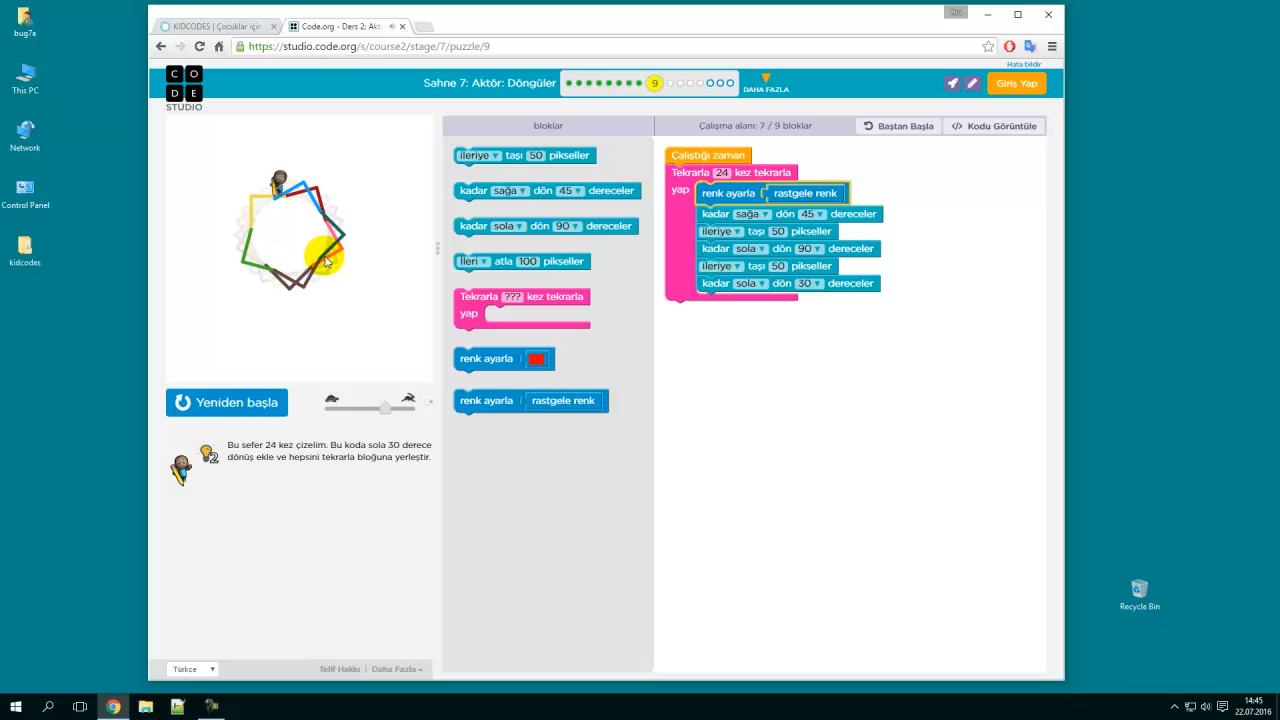 bug7a
This PC
Network
Control Panel
kidcodes
Recycle Bin
You
KIDCODES | Çocuklar için
Code.org - Ders 2: Akt
https://studio.code.org/s/course2/stage/7/puzzle/9
Hata bildir
C O D E
STUDIO
Sahne 7: Aktör: Döngüler
9
DAHA FAZLA
Giriş Yap
bloklar
Çalışma alanı: 7 / 9 bloklar
Baştan Başla
Kodu Görüntüle
ileriye taşı 50 pikseller
kadar sağa dön 45 dereceler
kadar sola dön 90 dereceler
İleri atla 100 pikseller
Tekrarla ??? kez tekrarla
yap
renk ayarla
renk ayarla rastgele renk
Çalıştığı zaman
Tekrarla 24 kez tekrarla
yap
renk ayarla rastgele renk
kadar sağa dön 45 dereceler
ileriye taşı 50 pikseller
kadar sola dön 90 dereceler
ileriye taşı 50 pikseller
kadar sola dön 30 dereceler
Yeniden başla
2
Bu sefer 24 kez çizelim. Bu koda sola 30 derece
dönüş ekle ve hepsini tekrarla bloğuna yerleştir.
Türkce
Telif Hakkı | Daha Fazla
14:45
22.07.2016